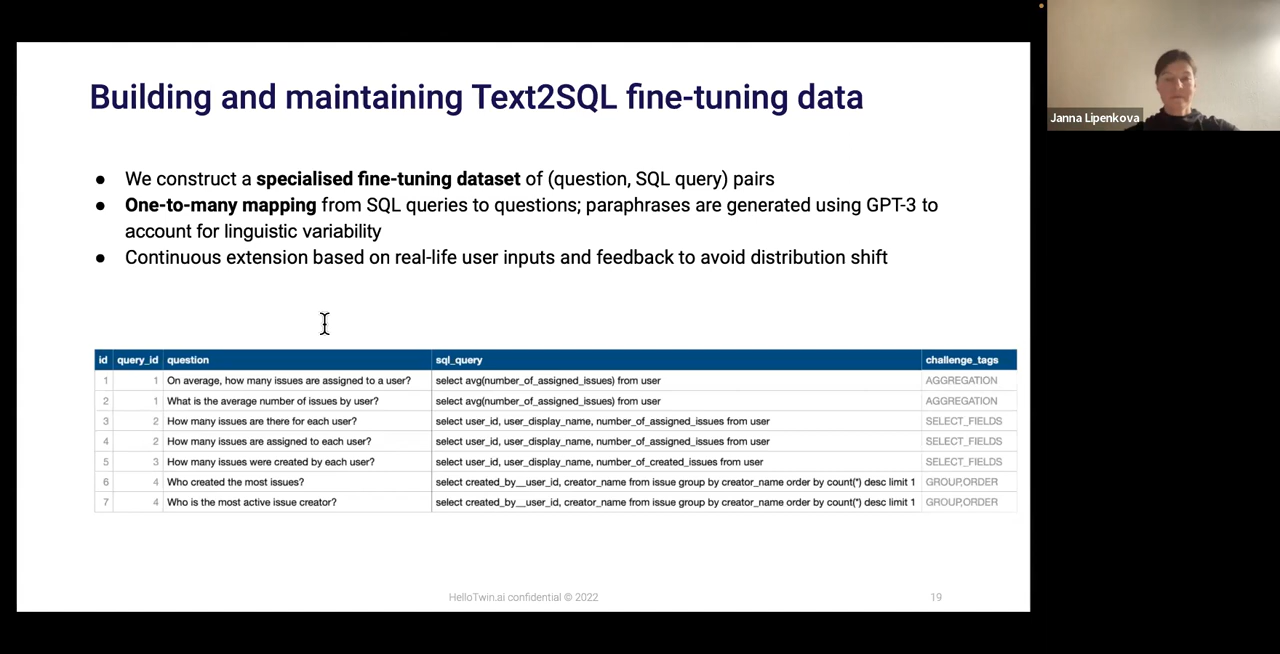 Building and maintaining Text2SQL fine-tuning data
Janna Lipenkova
● We construct a specialised fine-tuning dataset of (question, SQL query) pairs
● One-to-many mapping from SQL queries to questions; paraphrases are generated using GPT-3 to
account for linguistic variability
● Continuous extension based on real-life user inputs and feedback to avoid distribution shift
id query_id question sql_query challenge_tags
1 1 On average, how many issues are assigned to a user? select avg(number_of_assigned_issues) from user AGGREGATION
2 1 What is the average number of issues by user? select avg(number_of_assigned_issues) from user AGGREGATION
3 2 How many issues are there for each user? select user_id, user_display_name, number_of_assigned_issues from user SELECT_FIELDS
4 2 How many issues are assigned to each user? select user_id, user_display_name, number_of_assigned_issues from user SELECT_FIELDS
5 3 How many issues were created by each user? select user_id, user_display_name, number_of_created_issues from user SELECT_FIELDS
6 4 Who created the most issues? select created_by__user_id, creator_name from issue group by creator_name order by count(*) desc limit 1 GROUP,ORDER
7 4 Who is the most active issue creator? select created_by__user_id, creator_name from issue group by creator_name order by count(*) desc limit 1 GROUP,ORDER
HelloTwin.ai confidential © 2022
19